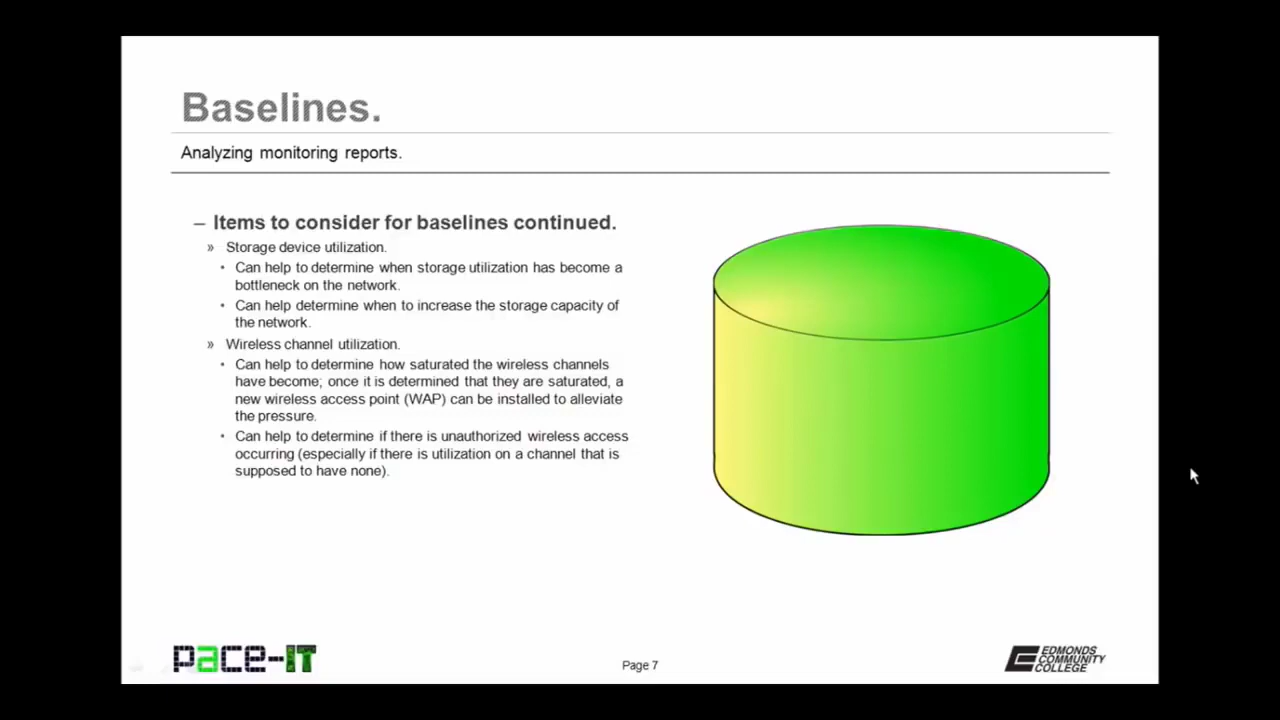 Baselines.
Analyzing monitoring reports.
– Items to consider for baselines continued.
» Storage device utilization.
• Can help to determine when storage utilization has become a
bottleneck on the network.
• Can help determine when to increase the storage capacity of
the network.
» Wireless channel utilization.
• Can help to determine how saturated the wireless channels
have become; once it is determined that they are saturated, a
new wireless access point (WAP) can be installed to alleviate
the pressure.
• Can help to determine if there is unauthorized wireless access
occurring (especially if there is utilization on a channel that is
supposed to have none).
pace-IT
Page 7
EDMONDS
COMMUNITY
COLLEGE